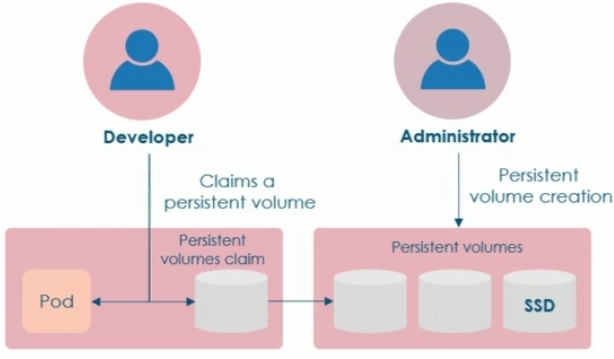 Developer
Administrator
Claims a
persistent volume
Persistent
volume creation
Persistent
volumes claim
Persistent volumes
Pod
SSD